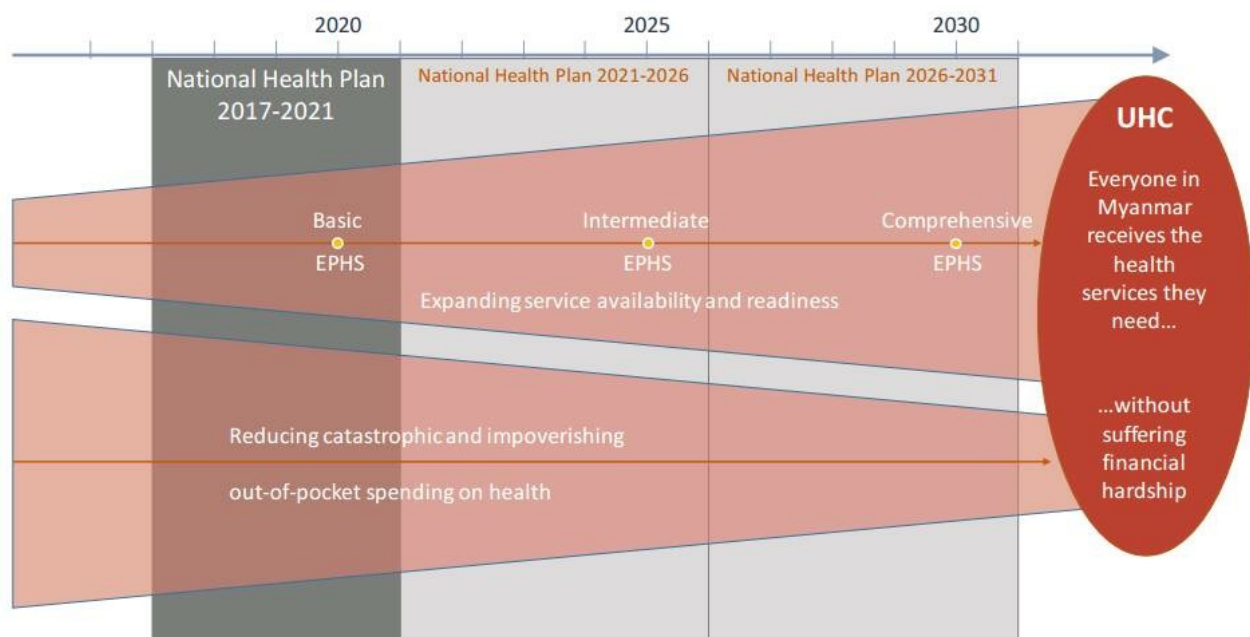 2020
2025
2030
National Health Plan
2017-2021
National Health Plan 2021-2026
National Health Plan 2026-2031
UHC
Everyone in
Myanmar
receives the
health
services they
need...
...without
suffering
financial
hardship
Basic
EPHS
Intermediate
EPHS
Comprehensive
EPHS
Expanding service availability and readiness
Reducing catastrophic and impoverishing
out-of-pocket spending on health